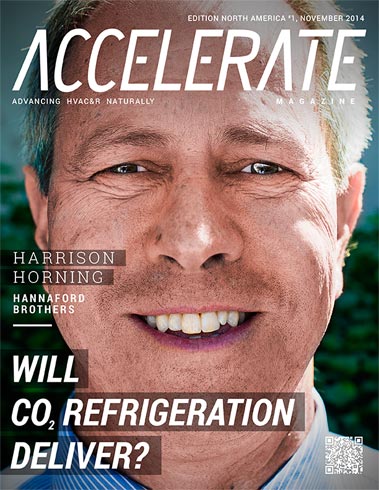 EDITION NORTH AMERICA #1, NOVEMBER 2014
ACCELERATE
ADVANCING HVAC&R NATURALLY
MAGAZINE
HARRISON
HORNING
HANNAFORD
BROTHERS
WILL
CO₂ REFRIGERATION
DELIVER?